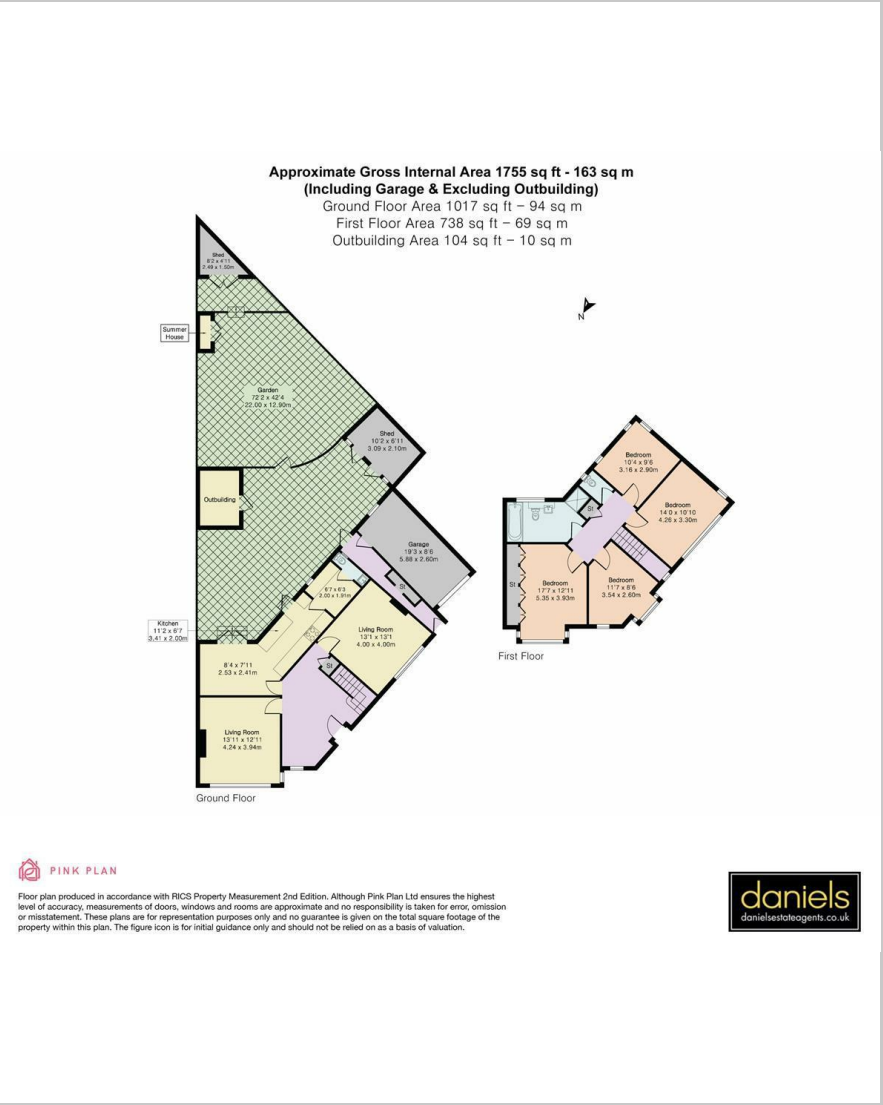 Approximate Gross Internal Area 1755 sq ft - 163 sq m
(Including Garage & Excluding Outbuilding)
Ground Floor Area 1017 sq ft – 94 sq m
First Floor Area 738 sq ft – 69 sq m
Outbuilding Area 104 sq ft – 10 sq m
Shed
8'2 x 4'11
2.49 x 1.50m
N
Summer
House
Garden
72'2 x 42'4
22.00 x 12.90m
Shed
10'2 x 6'11
3.09 x 2.10m
Outbuilding
Garage
19'3 x 8'6
5.88 x 2.60m
St
6'7 x 6'3
2.00 x 1.91m
Kitchen
11'2 x 6'7
3.41 x 2.00m
Living Room
13'1 x 13'1
4.00 x 4.00m
8'4 x 7'11
2.53 x 2.41m
St
Living Room
13'11 x 12'11
4.24 x 3.94m
Ground Floor
Bedroom
10'4 x 9'6
3.16 x 2.90m
Bedroom
14'0 x 10'10
4.26 x 3.30m
St
St
Bedroom
17'7 x 12'11
5.35 x 3.93m
Bedroom
11'7 x 8'6
3.54 x 2.60m
First Floor
PINK PLAN
Floor plan produced in accordance with RICS Property Measurement 2nd Edition. Although Pink Plan Ltd ensures the highest
level of accuracy, measurements of doors, windows and rooms are approximate and no responsibility is taken for error, omission
or misstatement. These plans are for representation purposes only and no guarantee is given on the total square footage of the
property within this plan. The figure icon is for initial guidance only and should not be relied on as a basis of valuation.
daniels
danielsestateagents.co.uk